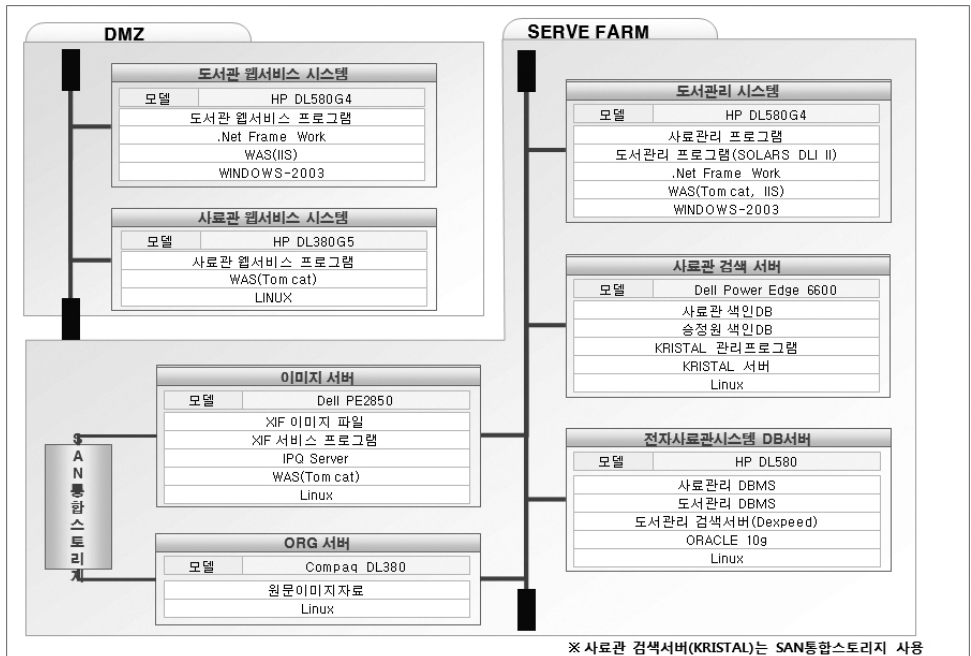 DMZ
도서관 웹서비스 시스템
모델 HP DL580G4
도서관 웹서비스 프로그램
.Net Frame Work
WAS(IIS)
WINDOWS-2003
사료관 웹서비스 시스템
모델 HP DL380G5
사료관 웹서비스 프로그램
WAS(Tomcat)
LINUX
SERVE FARM
도서관리 시스템
모델 HP DL580G4
사료관리 프로그램
도서관리 프로그램(SOLARS DLI II)
.Net Frame Work
WAS(Tomcat, IIS)
WINDOWS-2003
사료관 검색 서버
모델 Dell Power Edge 6600
사료관 색인DB
승정원 색인DB
KRISTAL 관리프로그램
KRISTAL 서버
Linux
전자사료관시스템 DB서버
모델 HP DL580
사료관리 DBMS
도서관리 DBMS
도서관리 검색서버(Dexpeed)
ORACLE 10g
Linux
이미지 서버
모델 Dell PE2850
XIF 이미지 파일
XIF 서비스 프로그램
IPQ Server
WAS(Tomcat)
Linux
ORG 서버
모델 Compaq DL380
원문이미지자료
Linux
SAN통합스토리지
※ 사료관 검색서버(KRISTAL)는 SAN통합스토리지 사용